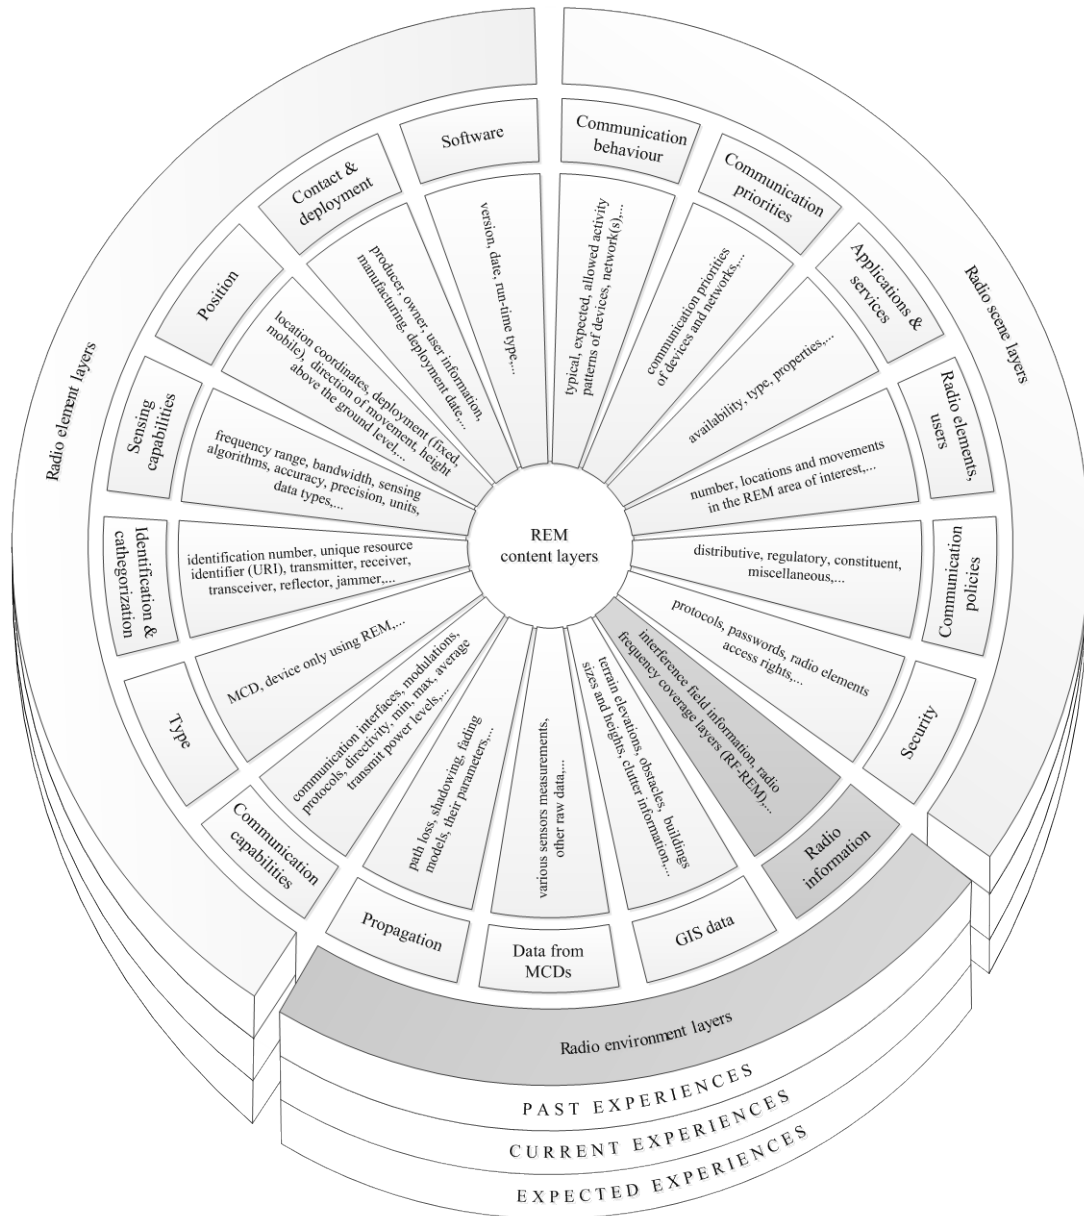 REM
content layers
Radio scene layers
Communication
behaviour
typical, expected, allowed activity
patterns of devices, network(s),...
Communication
priorities
communication priorities
of devices and networks,...
Applications &
services
availability, type, properties,...
Radio elements,
users
number, locations and movements
in the REM area of interest,...
Communication
policies
distributive, regulatory, constituent,
miscellaneous,...
Security
protocols, passwords, radio elements
access rights,...
Radio environment layers
Radio
information
interference field information, radio
frequency coverage layers (RF-REM),...
GIS data
terrain elevations, obstacles, buildings
sizes and heights, clutter information,...
Data from
MCDs
various sensors measurements,
other raw data,...
Propagation
path loss, shadowing, fading
models, their parameters,...
Radio element layers
Communication
capabilities
communication interfaces, modulations,
protocols, directivity, min, max, average
transmit power levels,...
Type
MCD, device only using REM,...
Identification &
cathegorization
identification number, unique resource
identifier (URI), transmitter, receiver,
transceiver, reflector, jammer,...
Sensing
capabilities
frequency range, bandwidth, sensing
algorithms, accuracy, precision, units,
data types,...
Position
location coordinates, deployment (fixed,
mobile), direction of movement, height
above the ground level,...
Contact &
deployment
producer, owner, user information,
manufacturing, deployment date,...
Software
version, date, run-time type,...
PAST EXPERIENCES
CURRENT EXPERIENCES
EXPECTED EXPERIENCES